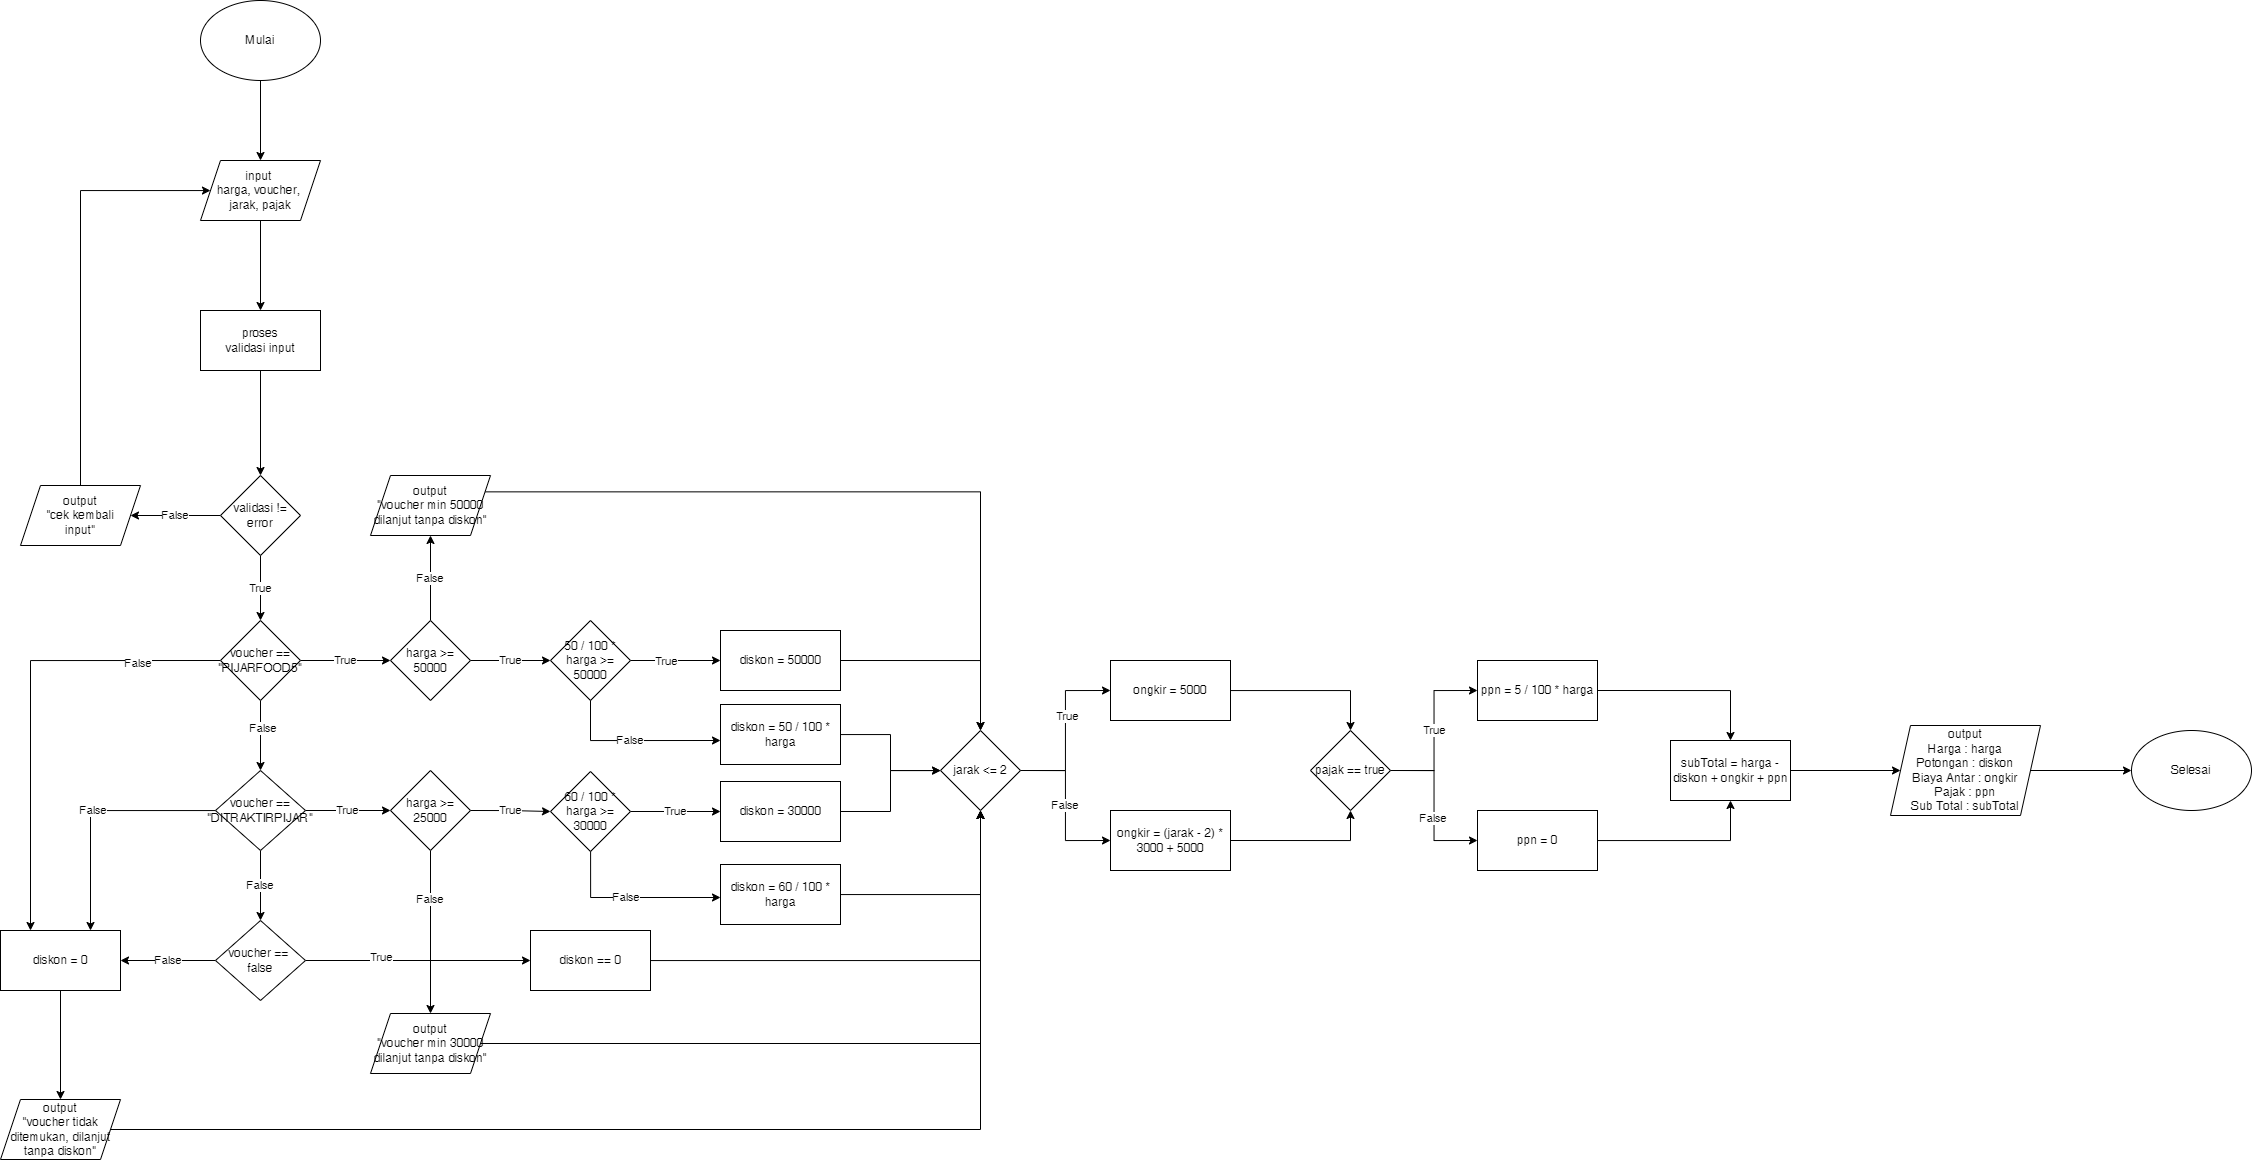 Mulai
input
harga, voucher,
jarak, pajak
proses
validasi input
validasi !=
error
False
output
"cek kembali
input"
True
voucher ==
"PIJARFOOD5"
False
True
harga >=
50000
False
output
"voucher min 50000
dilanjut tanpa diskon"
True
50 / 100 *
harga >=
50000
True
diskon = 50000
False
diskon = 50 / 100 *
harga
False
voucher ==
"DITRAKTIRPIJAR"
False
True
harga >=
25000
True
60 / 100 *
harga >=
30000
True
diskon = 30000
False
diskon = 60 / 100 *
harga
False
False
voucher ==
false
False
diskon = 0
True
diskon == 0
output
"voucher min 30000
dilanjut tanpa diskon"
output
"voucher tidak
ditemukan, dilanjut
tanpa diskon"
jarak <= 2
True
ongkir = 5000
False
ongkir = (jarak - 2) *
3000 + 5000
pajak == true
True
ppn = 5 / 100 * harga
False
ppn = 0
subTotal = harga -
diskon + ongkir + ppn
output
Harga : harga
Potongan : diskon
Biaya Antar : ongkir
Pajak : ppn
Sub Total : subTotal
Selesai